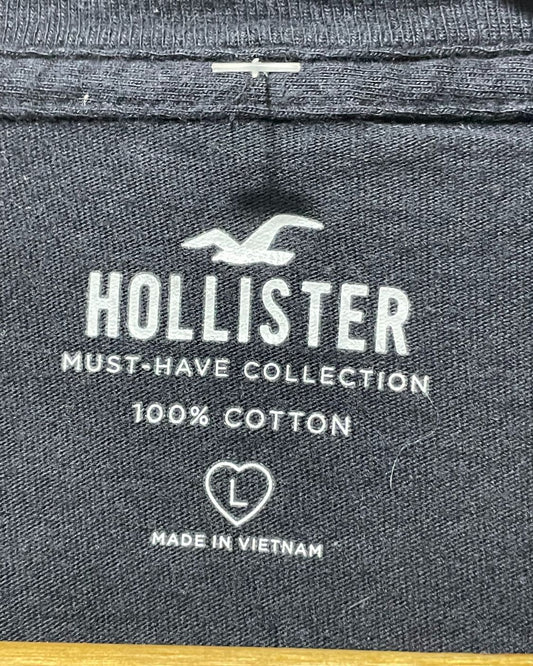 HOLLISTER
MUST-HAVE COLLECTION
100% COTTON
L
MADE IN VIETNAM